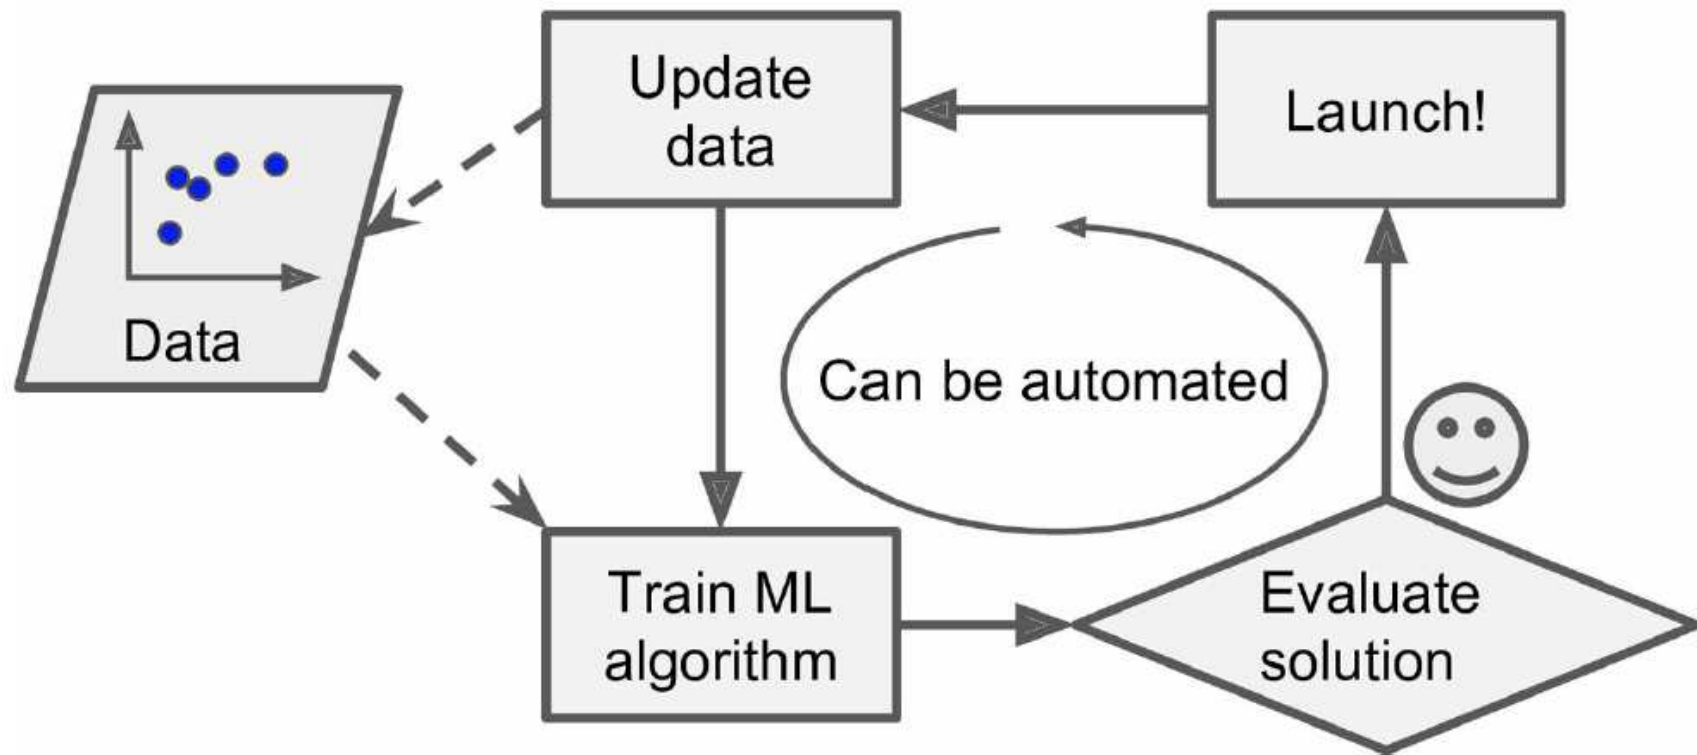 Update
data
Launch!
Data
Can be automated
Train ML
algorithm
Evaluate
solution